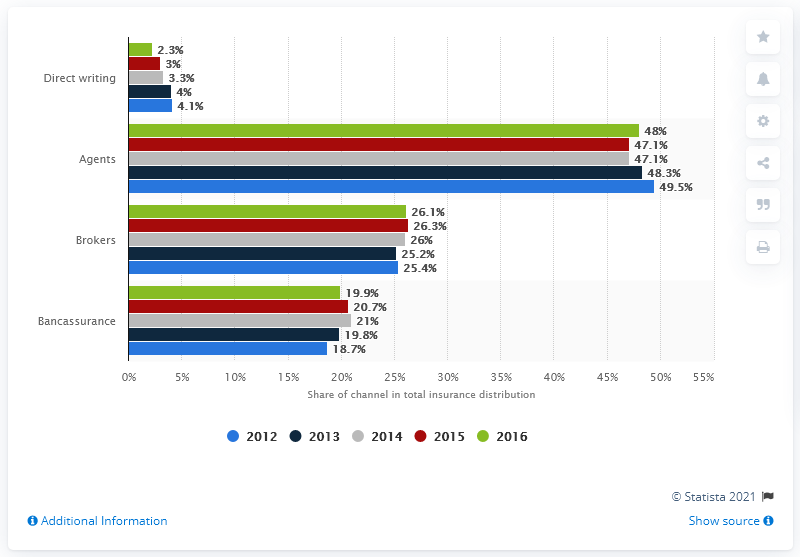 Direct writing
2.3%
3%
3.3%
4%
4.1%
Agents
48%
47.1%
47.1%
48.3%
49.5%
Brokers
26.1%
26.3%
26%
25.2%
25.4%
Bancassurance
19.9%
20.7%
21%
19.8%
18.7%
0% 5% 10% 15% 20% 25% 30% 35% 40% 45% 50% 55%
Share of channel in total insurance distribution
2012 2013 2014 2015 2016
© Statista 2021
Additional Information
Show source